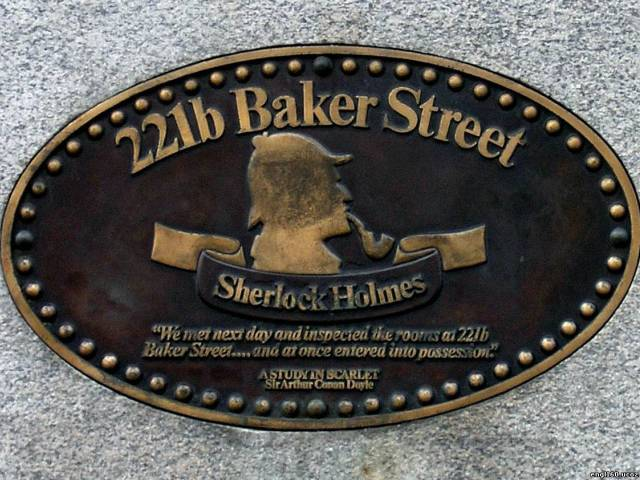 221b Baker Street
Sherlock Holmes
"We met next day and inspected the rooms at 221b
Baker Street...., and at once entered into possession."
A STUDY IN SCARLET
Sir Arthur Conan Doyle